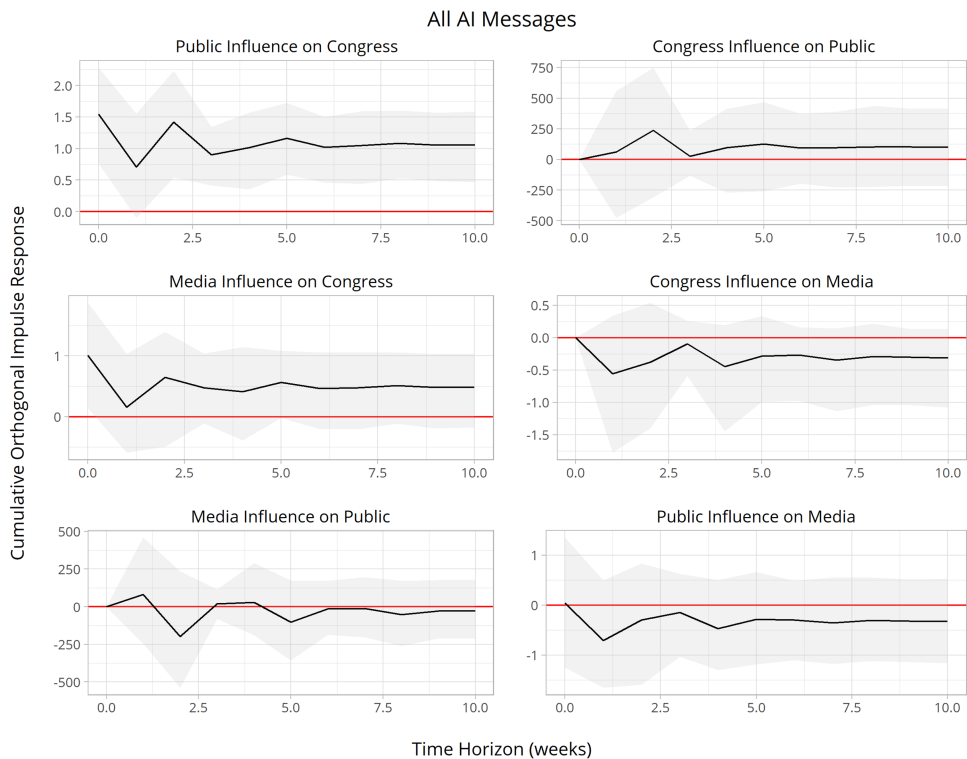 All AI Messages
Public Influence on Congress
2.0
1.5
1.0
0.5
0.0
0.0 2.5 5.0 7.5 10.0
Congress Influence on Public
750
500
250
0
-250
-500
0.0 2.5 5.0 7.5 10.0
Media Influence on Congress
1
0
0.0 2.5 5.0 7.5 10.0
Congress Influence on Media
0.5
0.0
-0.5
-1.0
-1.5
0.0 2.5 5.0 7.5 10.0
Media Influence on Public
500
250
0
-250
-500
0.0 2.5 5.0 7.5 10.0
Public Influence on Media
1
0
-1
0.0 2.5 5.0 7.5 10.0
Cumulative Orthogonal Impulse Response
Time Horizon (weeks)